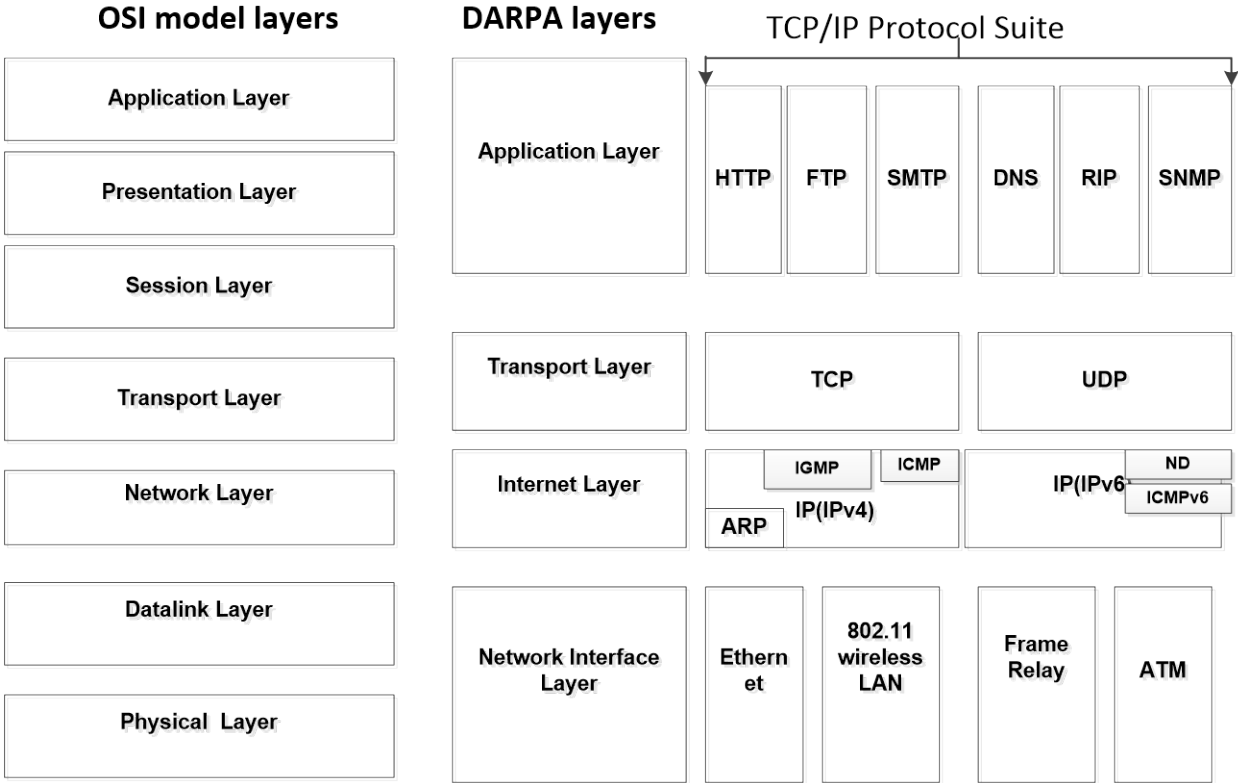 OSI model layers
DARPA layers
TCP/IP Protocol Suite
Application Layer
Presentation Layer
Session Layer
Transport Layer
Network Layer
Datalink Layer
Physical Layer
Application Layer
Transport Layer
Internet Layer
Network Interface
Layer
HTTP
FTP
SMTP
DNS
RIP
SNMP
TCP
UDP
IGMP
ICMP
IP(IPv4)
ARP
IP(IPv6)
ND
ICMPv6
Ethern
et
802.11
wireless
LAN
Frame
Relay
ATM